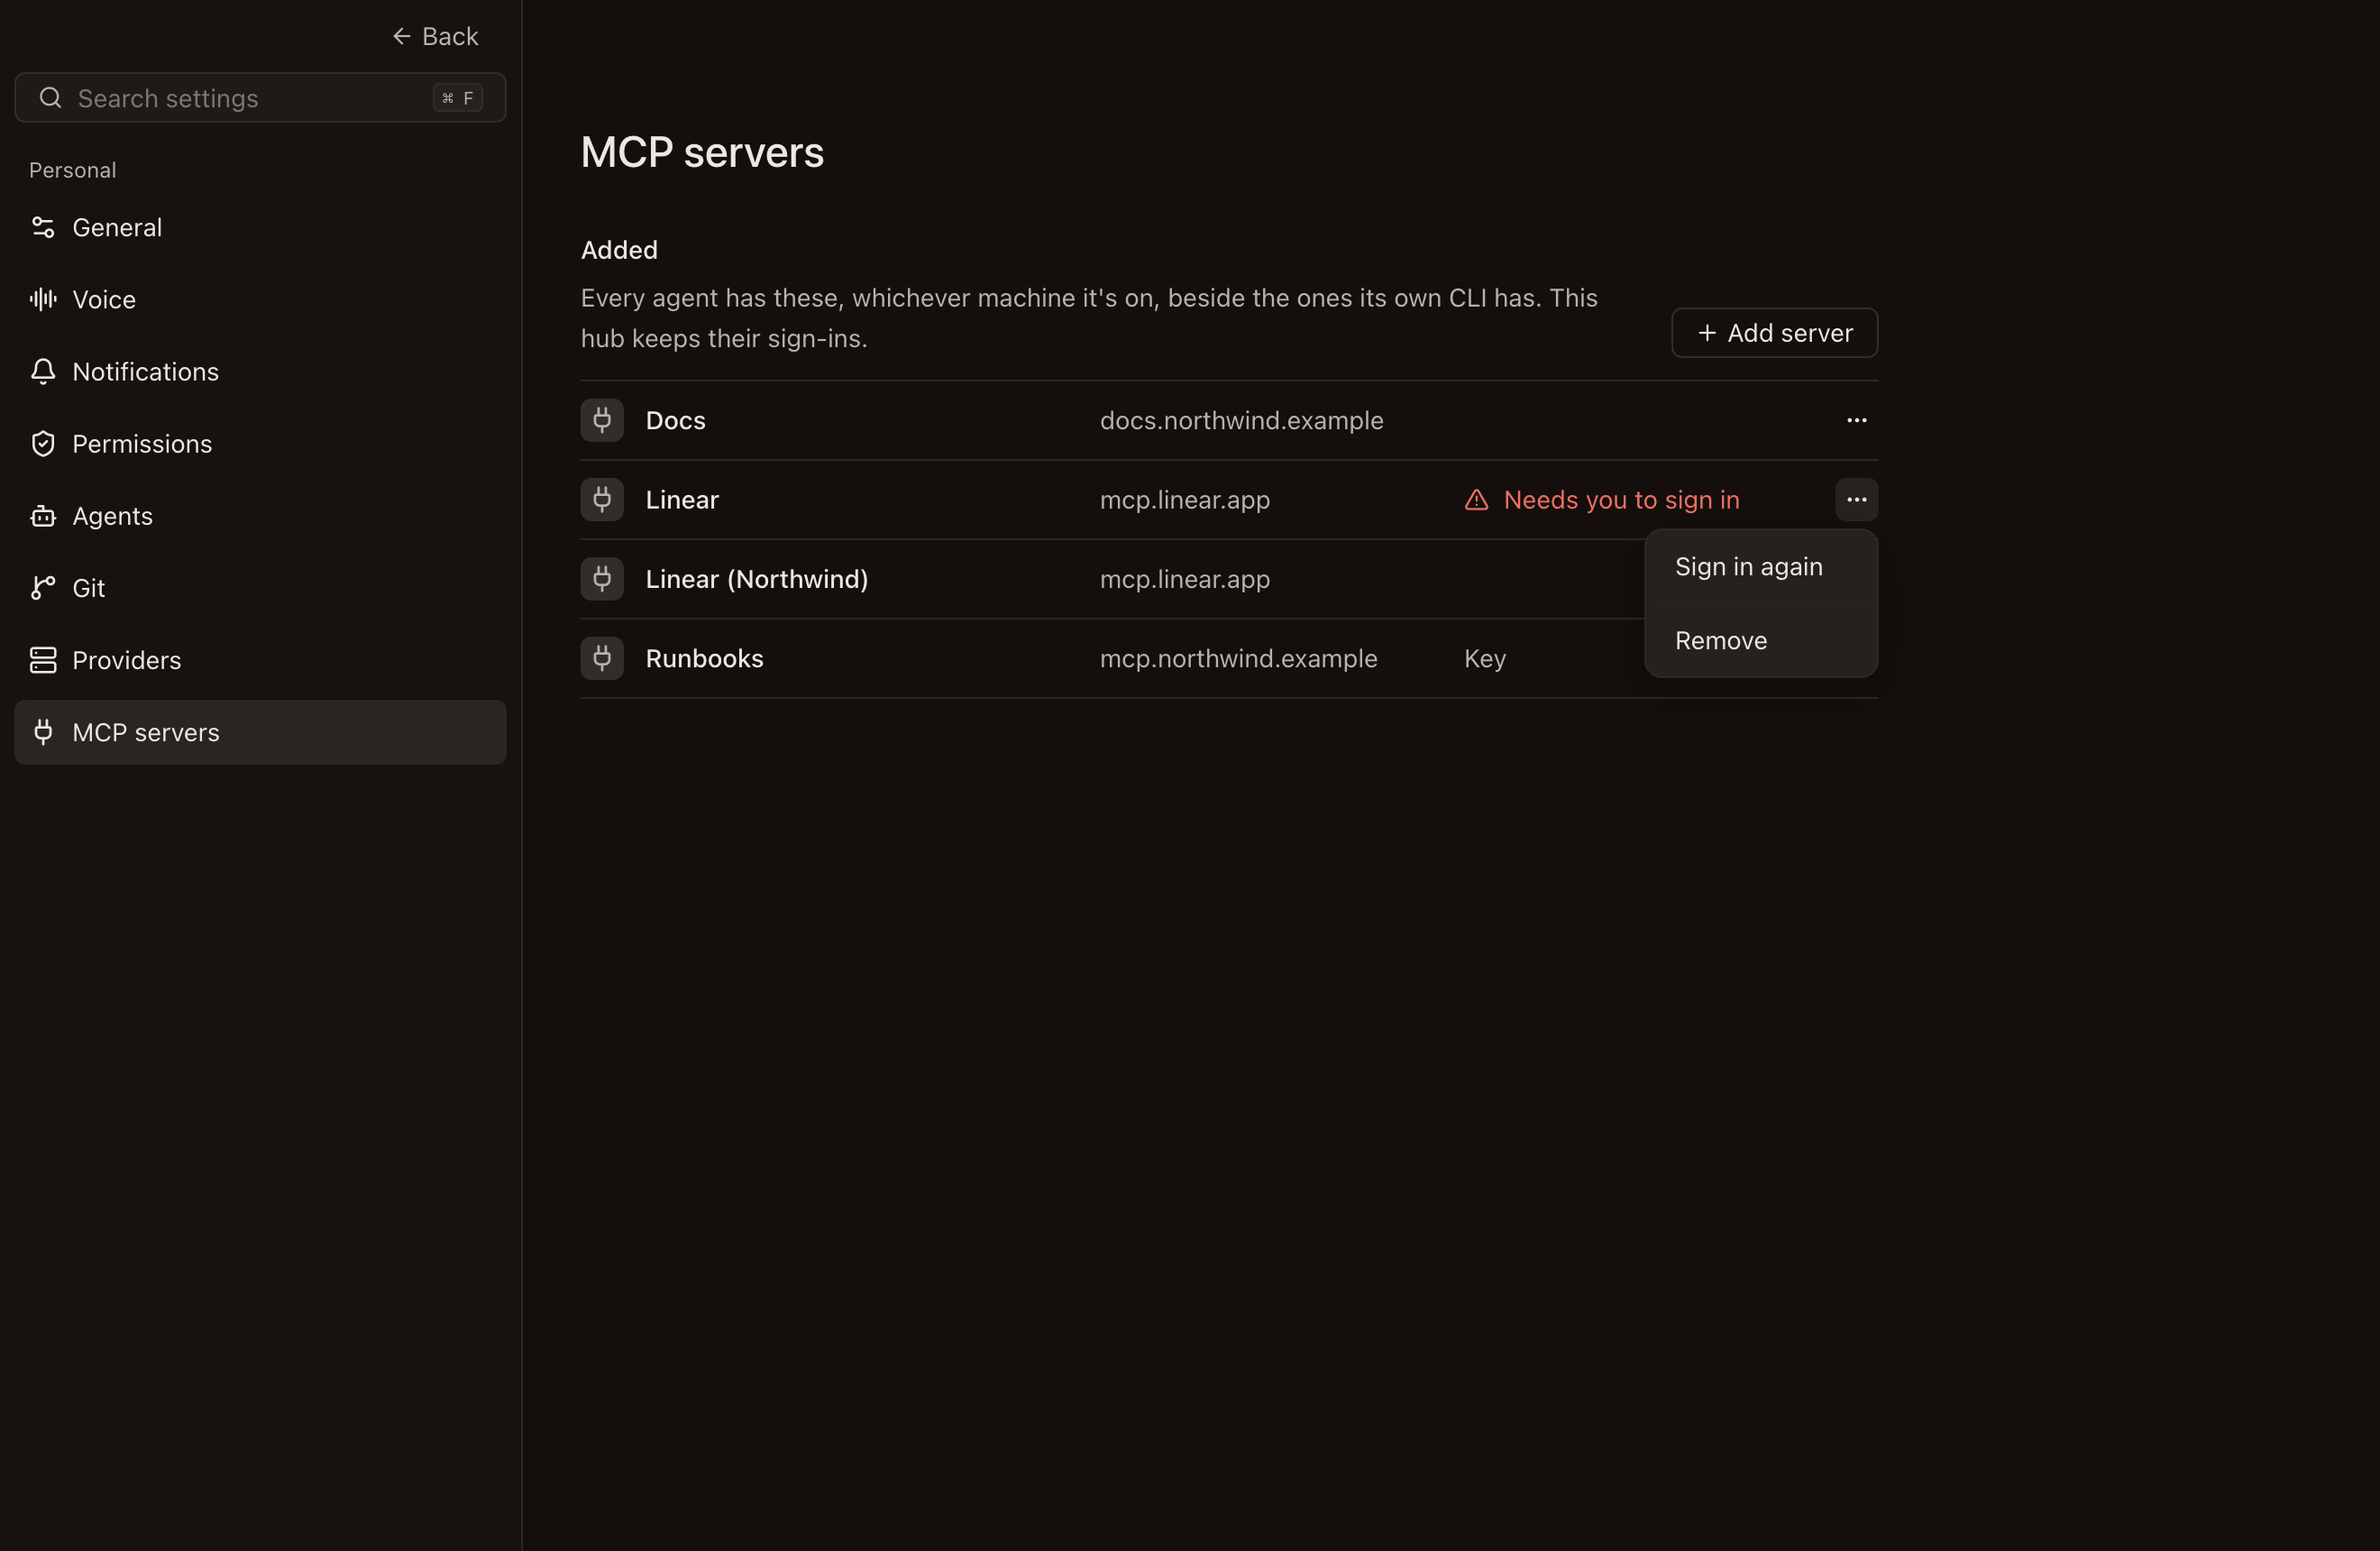 Back
Search settings
⌘ F
Personal
General
Voice
Notifications
Permissions
Agents
Git
Providers
MCP servers
MCP servers
Added
Every agent has these, whichever machine it's on, beside the ones its own CLI has. This
hub keeps their sign-ins.
Add server
Docs docs.northwind.example
Linear mcp.linear.app Needs you to sign in
Sign in again
Linear (Northwind) mcp.linear.app
Remove
Runbooks mcp.northwind.example Key